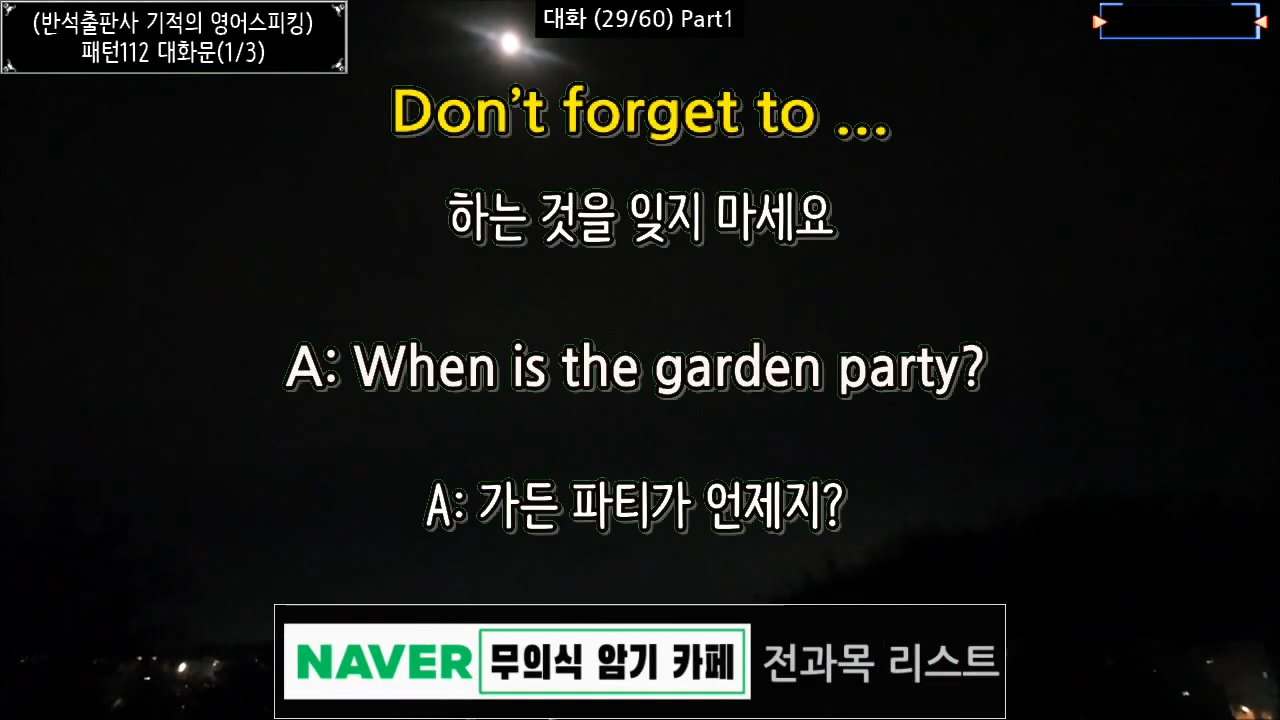 (반석출판사 기적의 영어스피킹)
패턴112 대화문(1/3)
대화 (29/60) Part1
Don't forget to ...
하는 것을 잊지 마세요
A: When is the garden party?
A: 가든 파티가 언제지?
NAVER 무의식 암기 카페 전과목 리스트